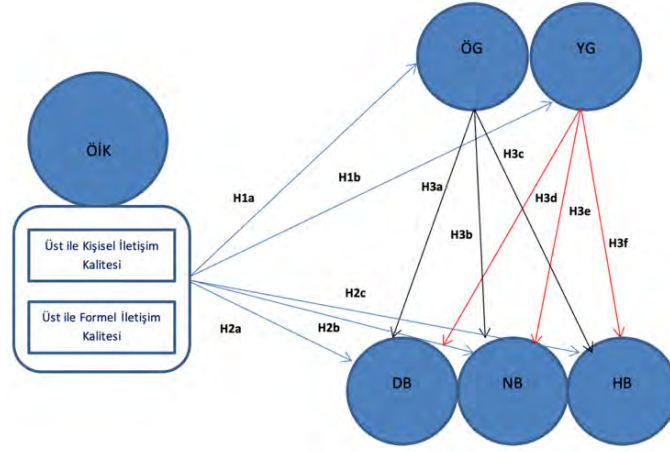 ÖG
YG
ÖİK
H1a
H1b
H3a
H3c
H3d
H3b
H3e
H3f
Üst ile Kişisel İletişim
Kalitesi
Üst ile Formel İletişim
Kalitesi
H2c
H2a
H2b
DB
NB
HB